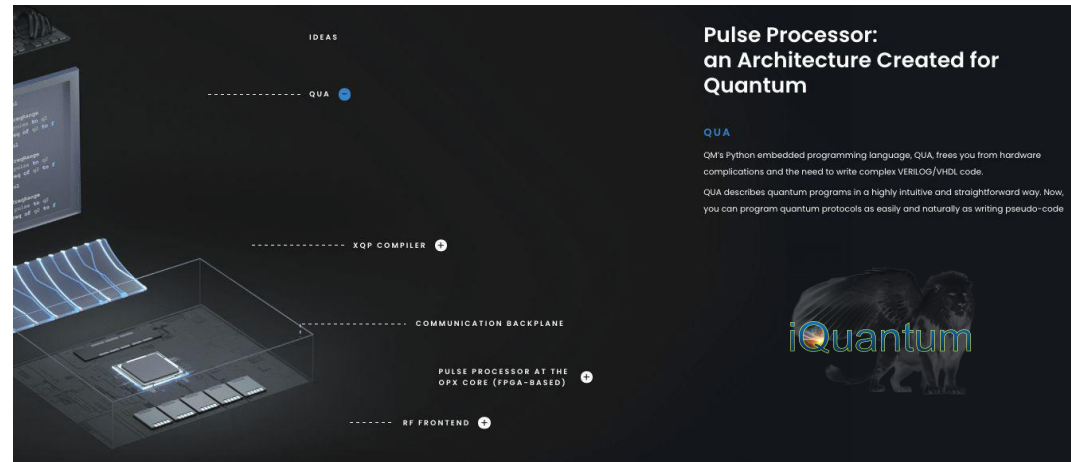 IDEAS
QUA
XQP COMPILER
COMMUNICATION BACKPLANE
PULSE PROCESSOR AT THE
OPX CORE (FPGA-BASED)
RF FRONTEND
Pulse Processor:
an Architecture Created for
Quantum
QUA
QM's Python embedded programming language, QUA, frees you from hardware
complications and the need to write complex VERILOG/VHDL code.
QUA describes quantum programs in a highly intuitive and straightforward way. Now,
you can program quantum protocols as easily and naturally as writing pseudo-code
iQuantum